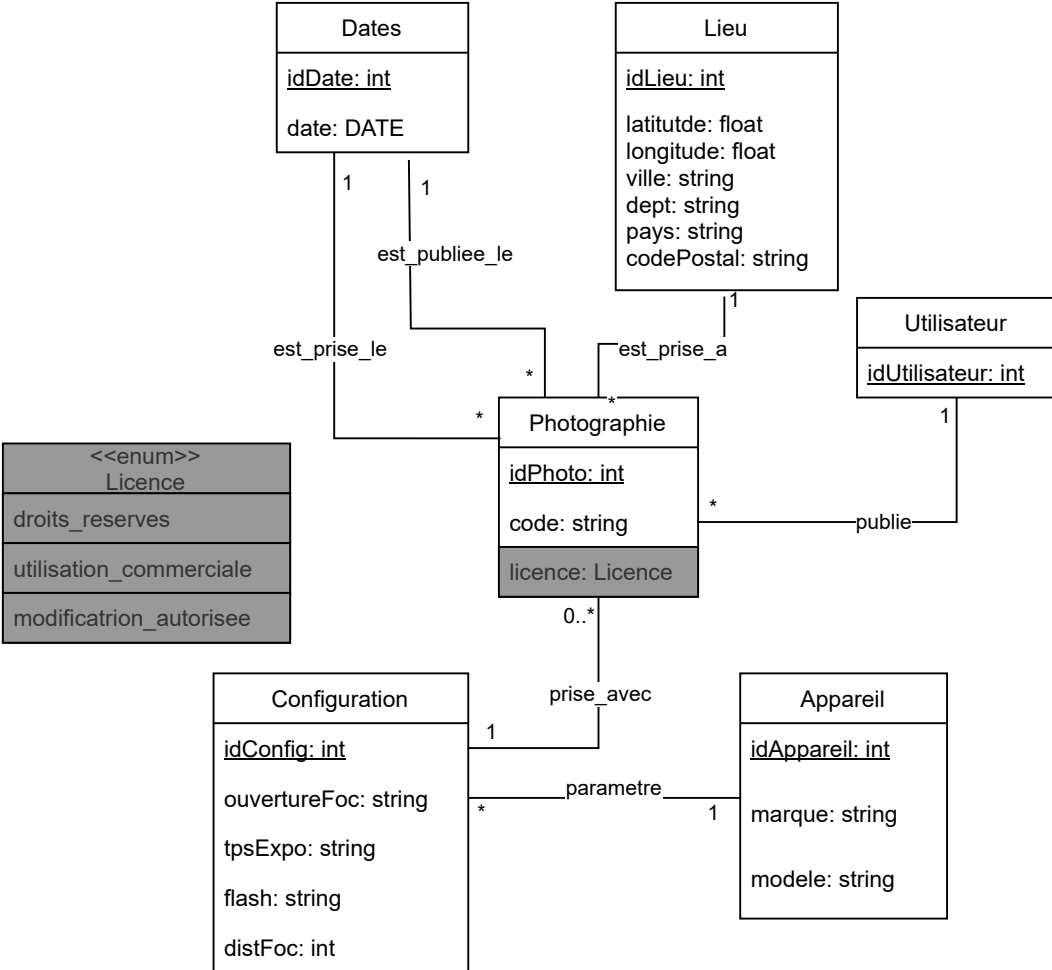 Dates
idDate: int
date: DATE
Lieu
idLieu: int
latitutde: float
longitude: float
ville: string
dept: string
pays: string
codePostal: string
1
1
est_publiee_le
1
est_prise_le
est_prise_a
Utilisateur
idUtilisateur: int
1
*
*
*
Photographie
idPhoto: int
code: string
licence: Licence
*
publie
<<enum>>
Licence
droits_reserves
utilisation_commerciale
modificatrion_autorisee
0..*
prise_avec
1
Configuration
idConfig: int
ouvertureFoc: string
tpsExpo: string
flash: string
distFoc: int
parametre
*
1
Appareil
idAppareil: int
marque: string
modele: string